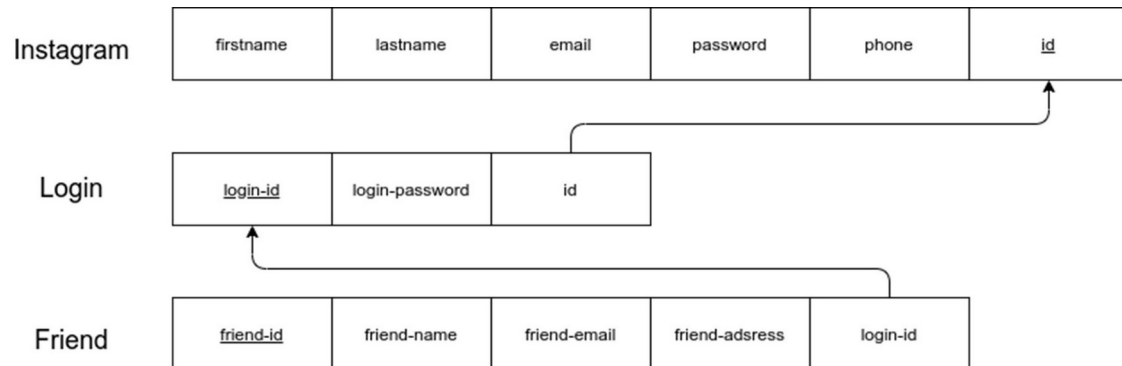 Instagram firstname lastname email password phone id
Login login-id login-password id
Friend friend-id friend-name friend-email friend-adsress login-id